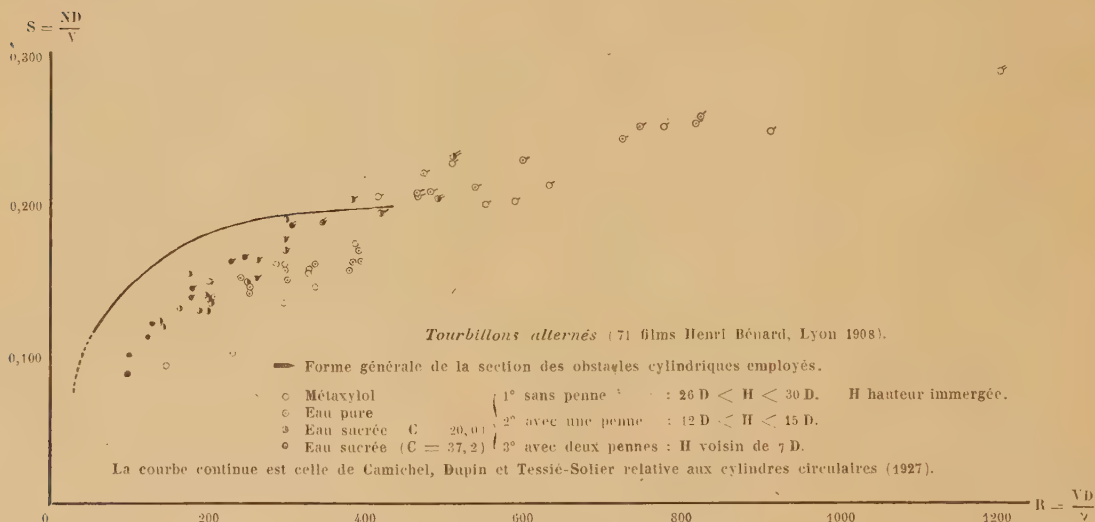 S = ND/V
0,300
0,200
0,100
0
200
400
600
800
1000
1200
R = VD/ν
Tourbillons alternés (71 films Henri Bénard, Lyon 1908).
Forme générale de la section des obstacles cylindriques employés.
Métaxylol
Eau pure
Eau sucrée C 20,0
Eau sucrée (C = 37,2)
1° sans penne : 26 D < H < 30 D. H hauteur immergée.
2° avec une penne : 12 D < H < 15 D.
3° avec deux pennes : H voisin de 7 D.
La courbe continue est celle de Camichel, Dupin et Tessié-Solier relative aux cylindres circulaires (1927).